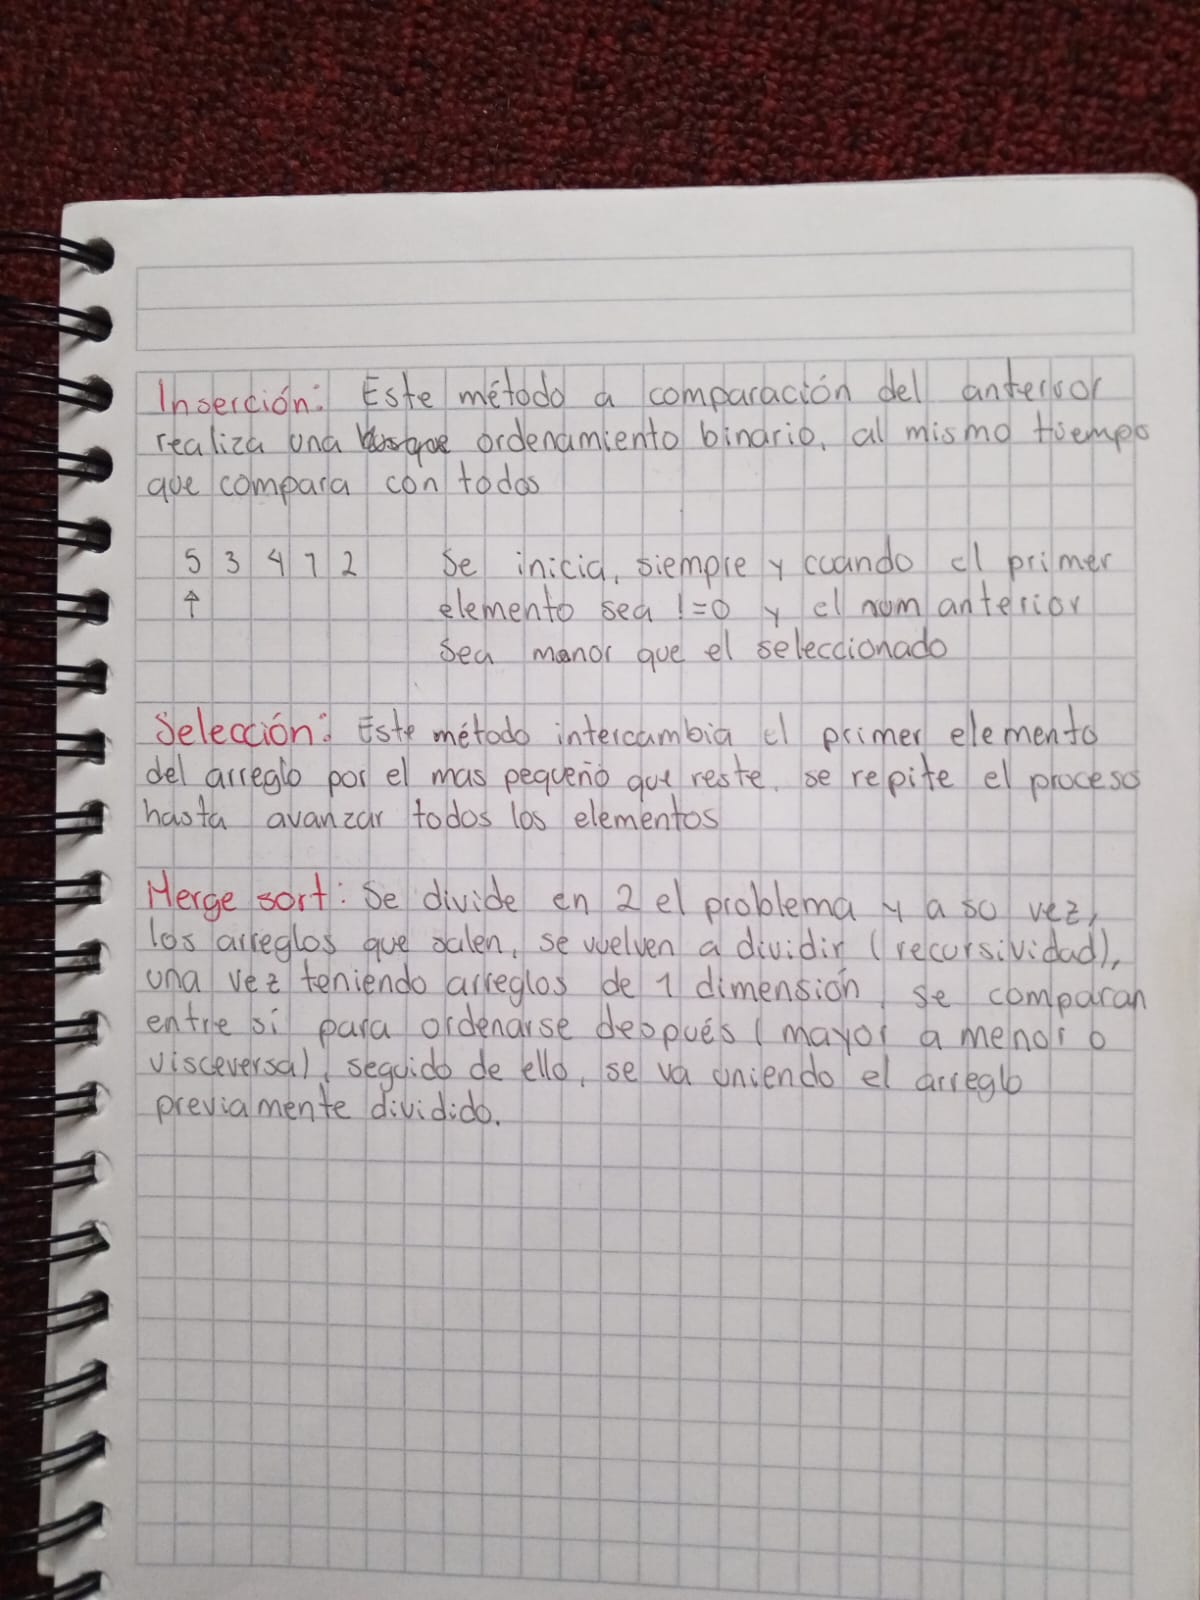 Inserción: Este método a comparación del anterior
realiza una ordenamiento binario, al mismo tiempo
que compara con todos
5 3 4 1 2 Se inicia, siempre y cuando el primer
↑ elemento sea != 0 y el num anterior
sea menor que el seleccionado
Selección: Este método intercambia el primer elemento
del arreglo por el mas pequeño que reste, se repite el proceso
hasta avanzar todos los elementos
Merge sort: Se divide en 2 el problema y a su vez,
los arreglos que salen, se vuelven a dividir (recursividad),
una vez teniendo arreglos de 1 dimensión, se comparan
entre sí para ordenarse después (mayor a menor o
visceversa), seguido de ello, se va uniendo el arreglo
previamente dividido.